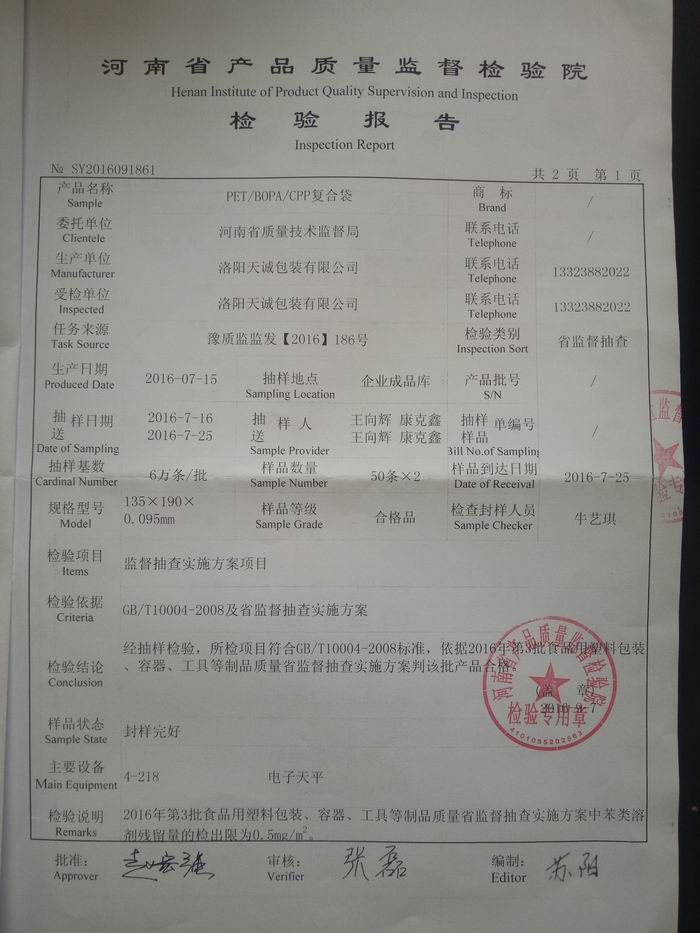 河南省产品质量监督检验院
Henan Institute of Product Quality Supervision and Inspection
检验报告
Inspection Report
№ SY2016091861
共 2 页 第 1 页
产品名称 PET/BOPA/CPP复合袋 商 标 /
Sample Brand
委托单位 河南省质量技术监督局 联系电话 /
Clientele Telephone
生产单位 洛阳天诚包装有限公司 联系电话 13323882022
Manufacturer Telephone
受检单位 洛阳天诚包装有限公司 联系电话 13323882022
Inspected Telephone
任务来源 豫质监监发【2016】186号 检验类别 省监督抽查
Task Source Inspection Sort
生产日期 2016-07-15 抽样地点 企业成品库 产品批号 /
Produced Date Sampling Location S/N
抽 样日期 2016-7-16 抽 样 人 王向辉 康克鑫 抽样 单编号 /
送 2016-7-25 送 王向辉 康克鑫 样品
Date of Sampling Sample Provider Bill No.of Sampling
抽样基数 6万条/批 样品数量 50条×2 样品到达日期 2016-7-25
Cardinal Number Sample Number Date of Receival
规格型号 135×190×
0.095mm 样品等级 合格品 检查封样人员 牛艺琪
Model Sample Grade Sample Checker
检验项目 监督抽查实施方案项目
Items
检验依据 GB/T10004-2008及省监督抽查实施方案
Criteria
经抽样检验，所检项目符合GB/T10004-2008标准，依据2016年第3批食品用塑料包装
检验结论 、容器、工具等制品质量省监督抽查实施方案判该批产品合格。
Conclusion
（盖 章）
2016-9-7
河南省产品质量监督检验院
检验专用章
4101055202563
样品状态 封样完好
Sample State
主要设备 4-218 电子天平
Main Equipment
检验说明 2016年第3批食品用塑料包装、容器、工具等制品质量省监督抽查实施方案中苯类溶
Remarks 剂残留量的检出限为0.5mg/m².
批准: 审核: 张磊 编制: 苏阳
Approver Verifier Editor